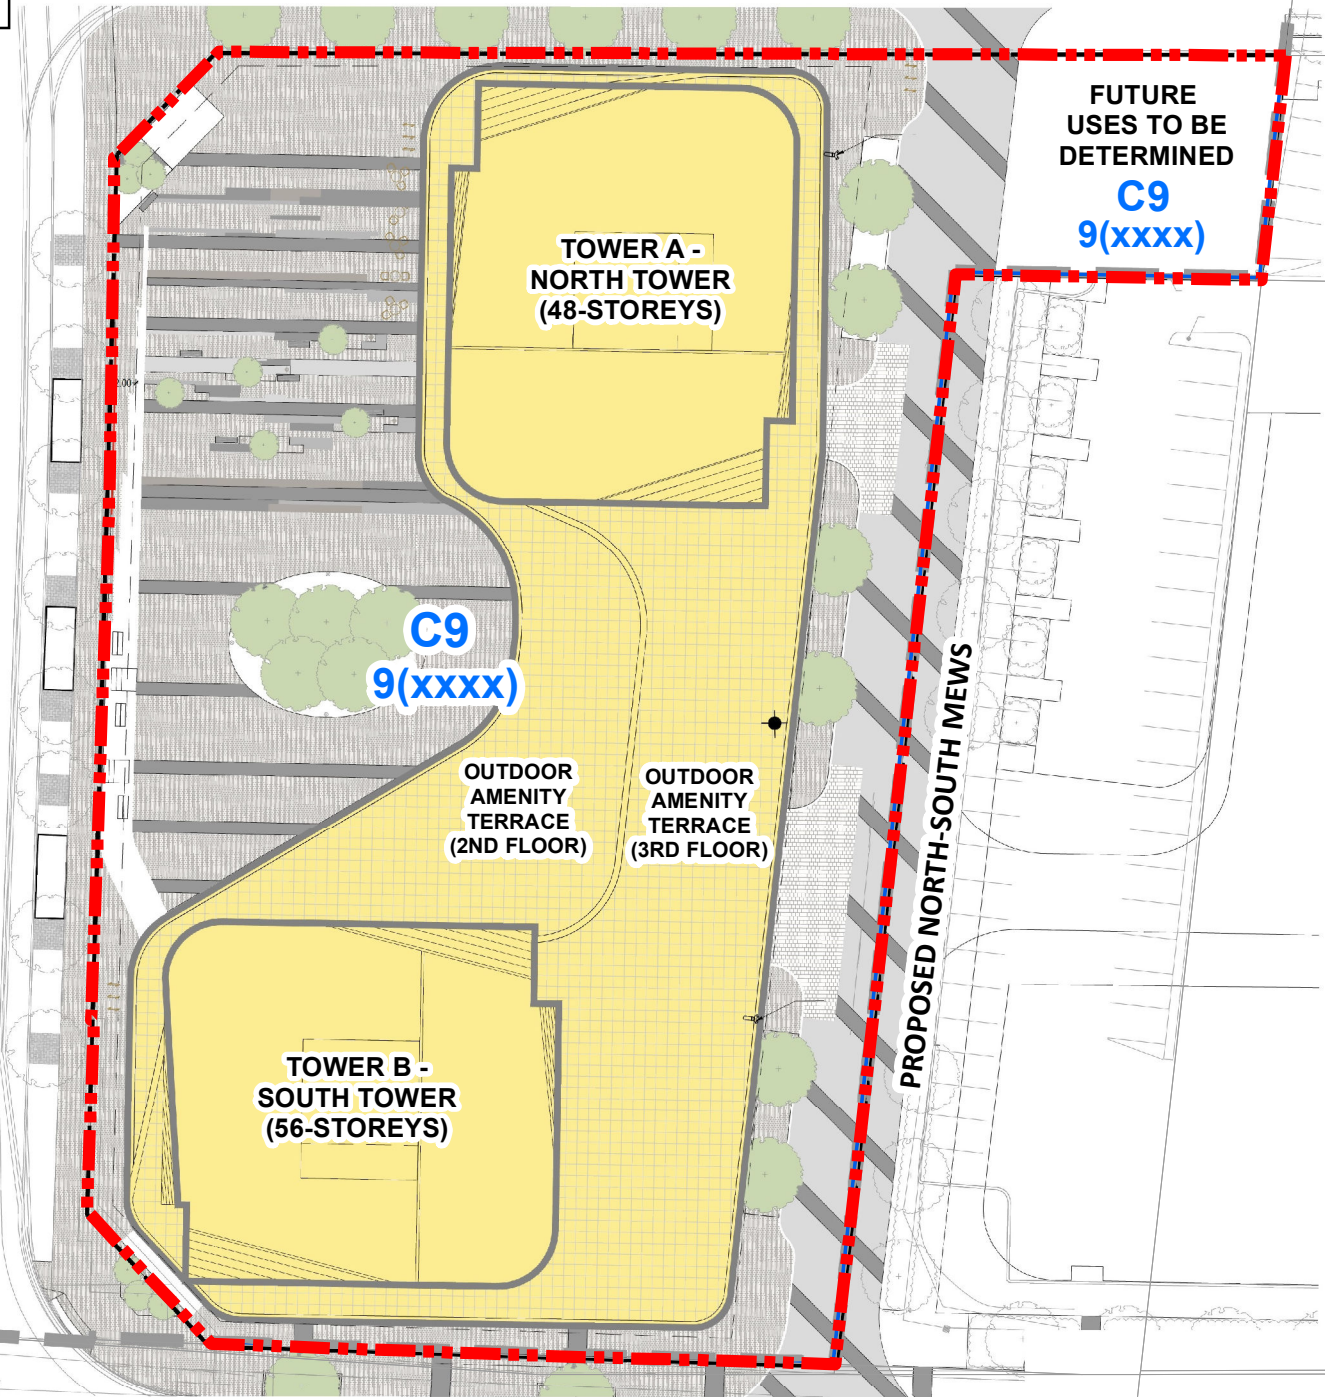 FUTURE
USES TO BE
DETERMINED
C9
9(xxxx)
TOWER A -
NORTH TOWER
(48-STOREYS)
C9
9(xxxx)
OUTDOOR
AMENITY
TERRACE
(2ND FLOOR)
OUTDOOR
AMENITY
TERRACE
(3RD FLOOR)
PROPOSED NORTH-SOUTH MEWS
TOWER B -
SOUTH TOWER
(56-STOREYS)